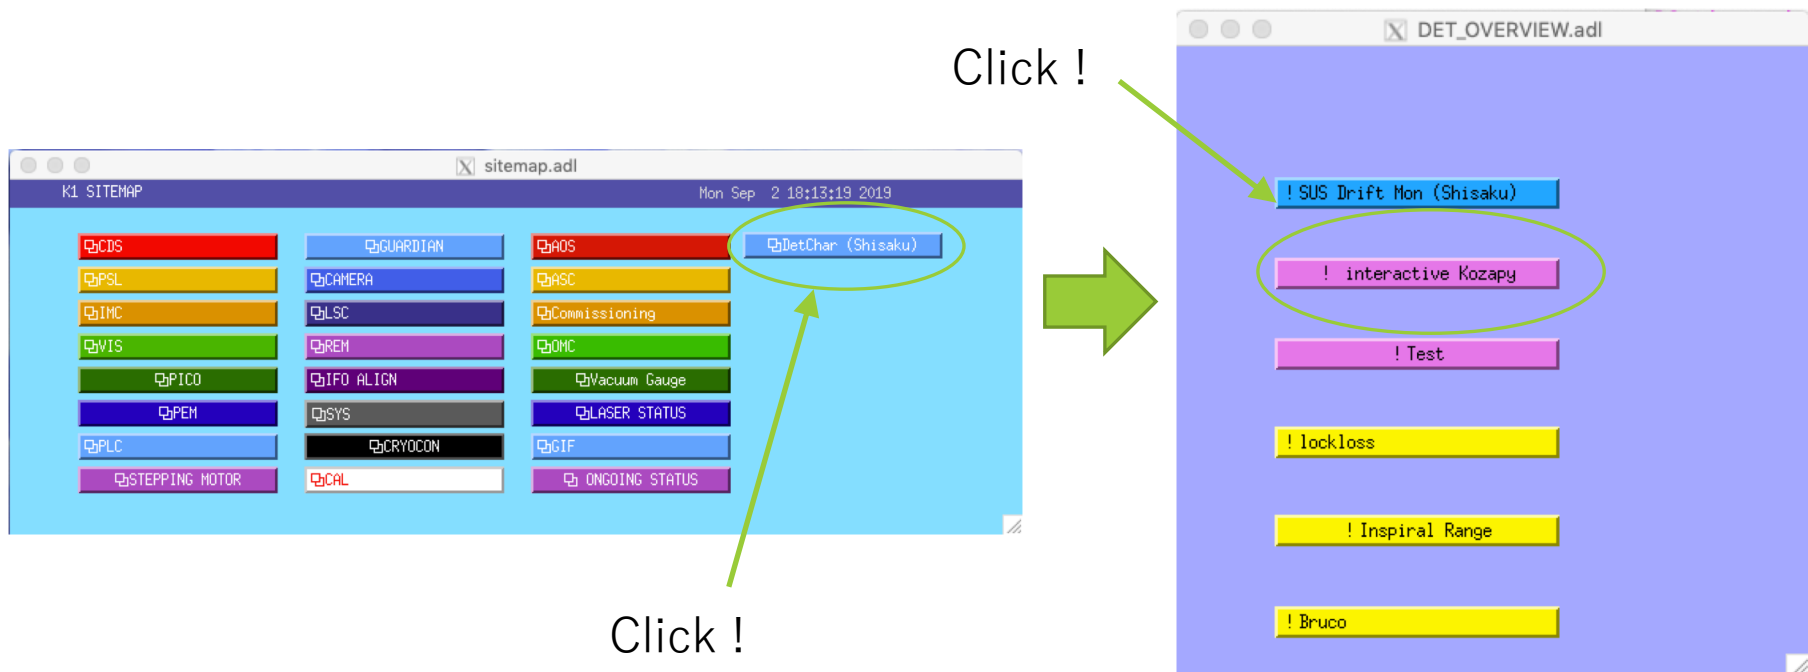 Click !
sitemap.adl
K1 SITEMAP
Mon Sep 2 18:13:19 2019
CDS
GUARDIAN
AOS
DetChar (Shisaku)
PSL
CAMERA
ASC
IMC
LSC
Commissioning
VIS
REM
OMC
PICO
IFO ALIGN
Vacuum Gauge
PEM
SYS
LASER STATUS
PLC
CRYOCON
GIF
STEPPING MOTOR
CAL
ONGOING STATUS
Click !
DET_OVERVIEW.adl
! SUS Drift Mon (Shisaku)
! interactive Kozapy
! Test
! lockloss
! Inspiral Range
! Bruco